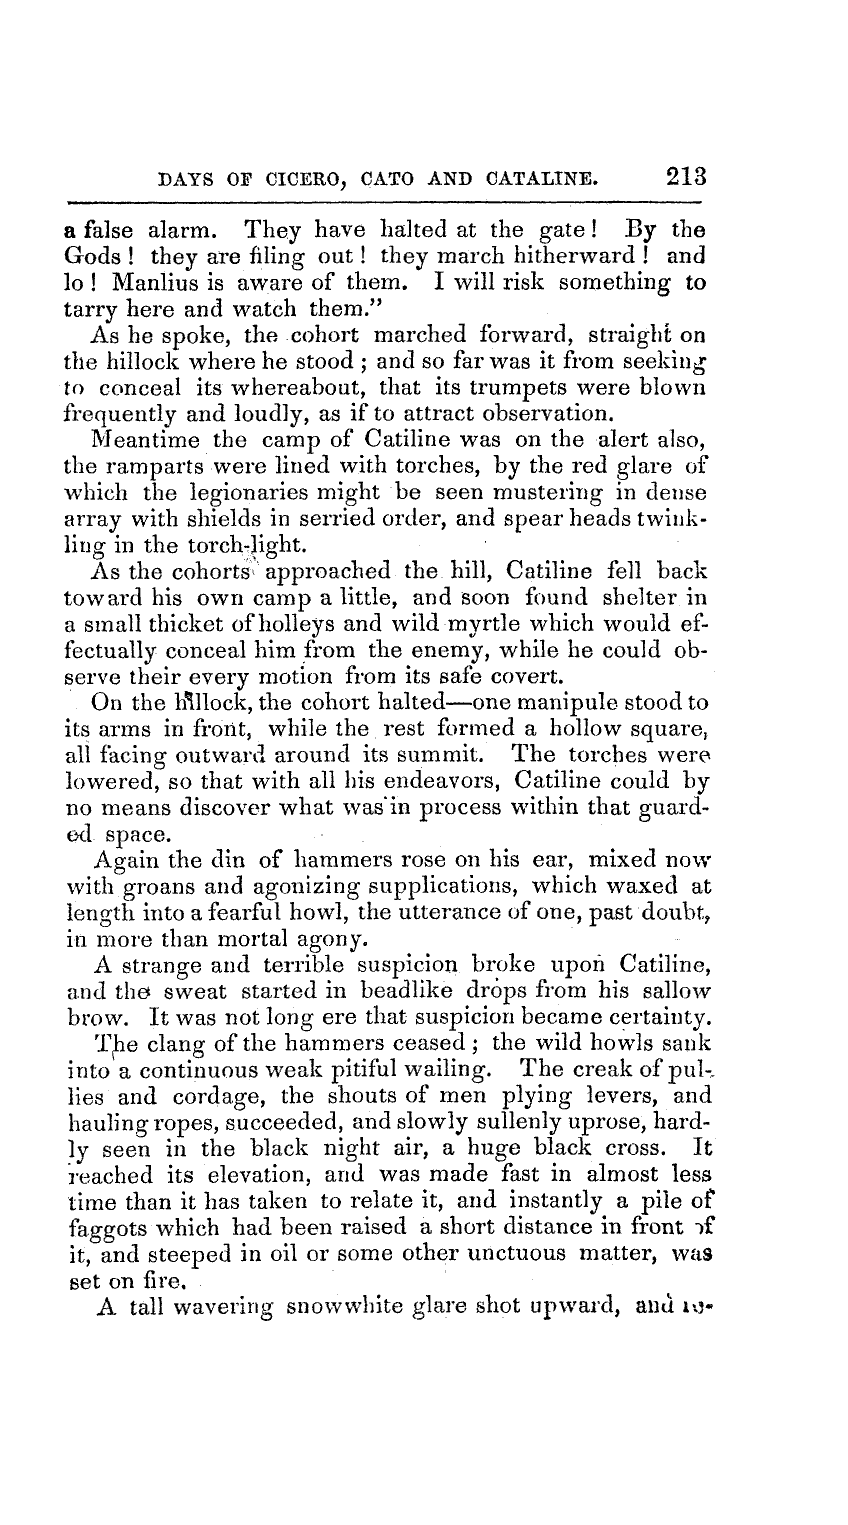 DAYS OF CICERO, CATO AND CATALINE. 213
a false alarm. They have halted at the gate! By the
Gods! they are filing out! they march hitherward! and
lo! Manlius is aware of them. I will risk something to
tarry here and watch them."
As he spoke, the cohort marched forward, straight on
the hillock where he stood; and so far was it from seeking
to conceal its whereabout, that its trumpets were blown
frequently and loudly, as if to attract observation.
Meantime the camp of Catiline was on the alert also,
the ramparts were lined with torches, by the red glare of
which the legionaries might be seen mustering in dense
array with shields in serried order, and spear heads twink-
ling in the torch-light.
As the cohorts approached the hill, Catiline fell back
toward his own camp a little, and soon found shelter in
a small thicket of holleys and wild myrtle which would ef-
fectually conceal him from the enemy, while he could ob-
serve their every motion from its safe covert.
On the hillock, the cohort halted—one manipule stood to
its arms in front, while the rest formed a hollow square,
all facing outward around its summit. The torches were
lowered, so that with all his endeavors, Catiline could by
no means discover what was in process within that guard-
ed space.
Again the din of hammers rose on his ear, mixed now
with groans and agonizing supplications, which waxed at
length into a fearful howl, the utterance of one, past doubt,
in more than mortal agony.
A strange and terrible suspicion broke upon Catiline,
and the sweat started in beadlike drops from his sallow
brow. It was not long ere that suspicion became certainty.
The clang of the hammers ceased; the wild howls sank
into a continuous weak pitiful wailing. The creak of pul-
lies and cordage, the shouts of men plying levers, and
hauling ropes, succeeded, and slowly sullenly uprose, hard-
ly seen in the black night air, a huge black cross. It
reached its elevation, and was made fast in almost less
time than it has taken to relate it, and instantly a pile of
faggots which had been raised a short distance in front of
it, and steeped in oil or some other unctuous matter, was
set on fire.
A tall wavering snowwhite glare shot upward, and